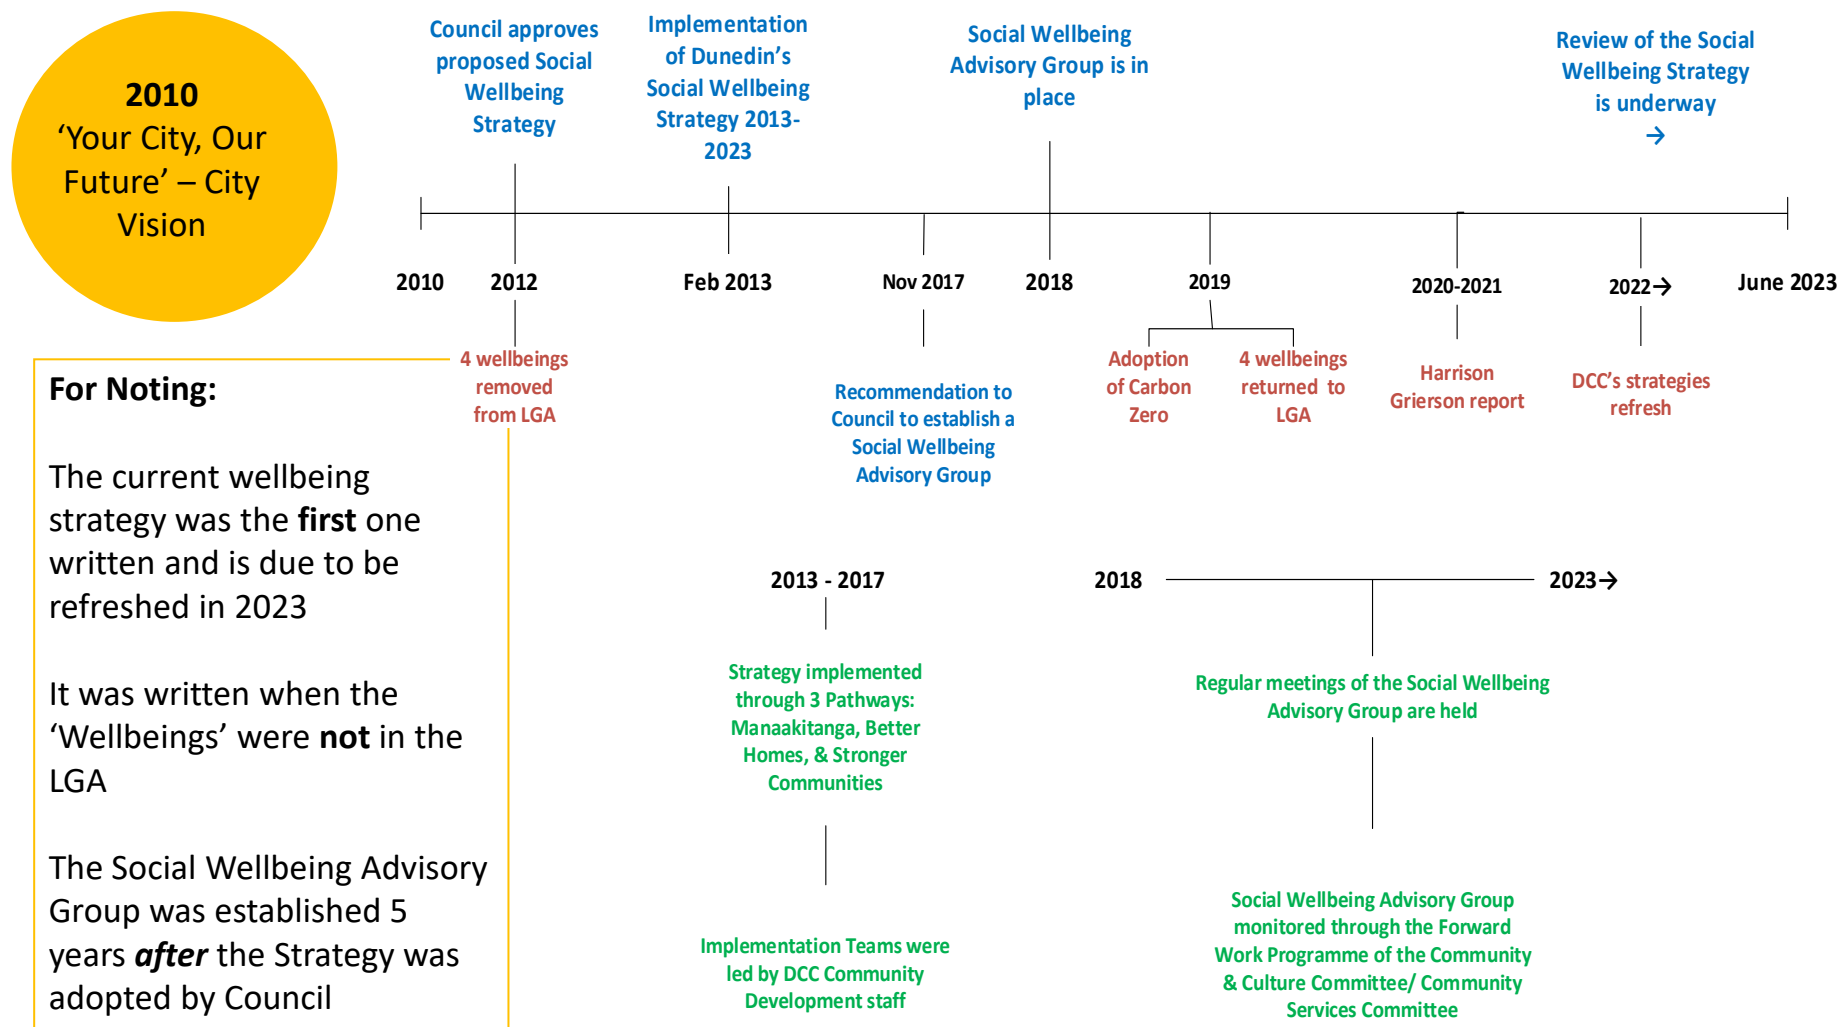 2010
‘Your City, Our
Future’ – City
Vision
Council approves
proposed Social
Wellbeing
Strategy
Implementation
of Dunedin’s
Social Wellbeing
Strategy 2013-
2023
Social Wellbeing
Advisory Group is in
place
Review of the Social
Wellbeing Strategy
is underway
→
2010
2012
Feb 2013
Nov 2017
2018
2019
2020-2021
2022→
June 2023
4 wellbeings
removed
from LGA
Recommendation to
Council to establish a
Social Wellbeing
Advisory Group
Adoption
of Carbon
Zero
4 wellbeings
returned to
LGA
Harrison
Grierson report
DCC’s strategies
refresh
For Noting:
The current wellbeing
strategy was the first one
written and is due to be
refreshed in 2023
It was written when the
‘Wellbeings’ were not in the
LGA
The Social Wellbeing Advisory
Group was established 5
years after the Strategy was
adopted by Council
2013 - 2017
Strategy implemented
through 3 Pathways:
Manaakitanga, Better
Homes, & Stronger
Communities
Implementation Teams were
led by DCC Community
Development staff
2018
2023→
Regular meetings of the Social Wellbeing
Advisory Group are held
Social Wellbeing Advisory Group
monitored through the Forward
Work Programme of the Community
& Culture Committee/ Community
Services Committee